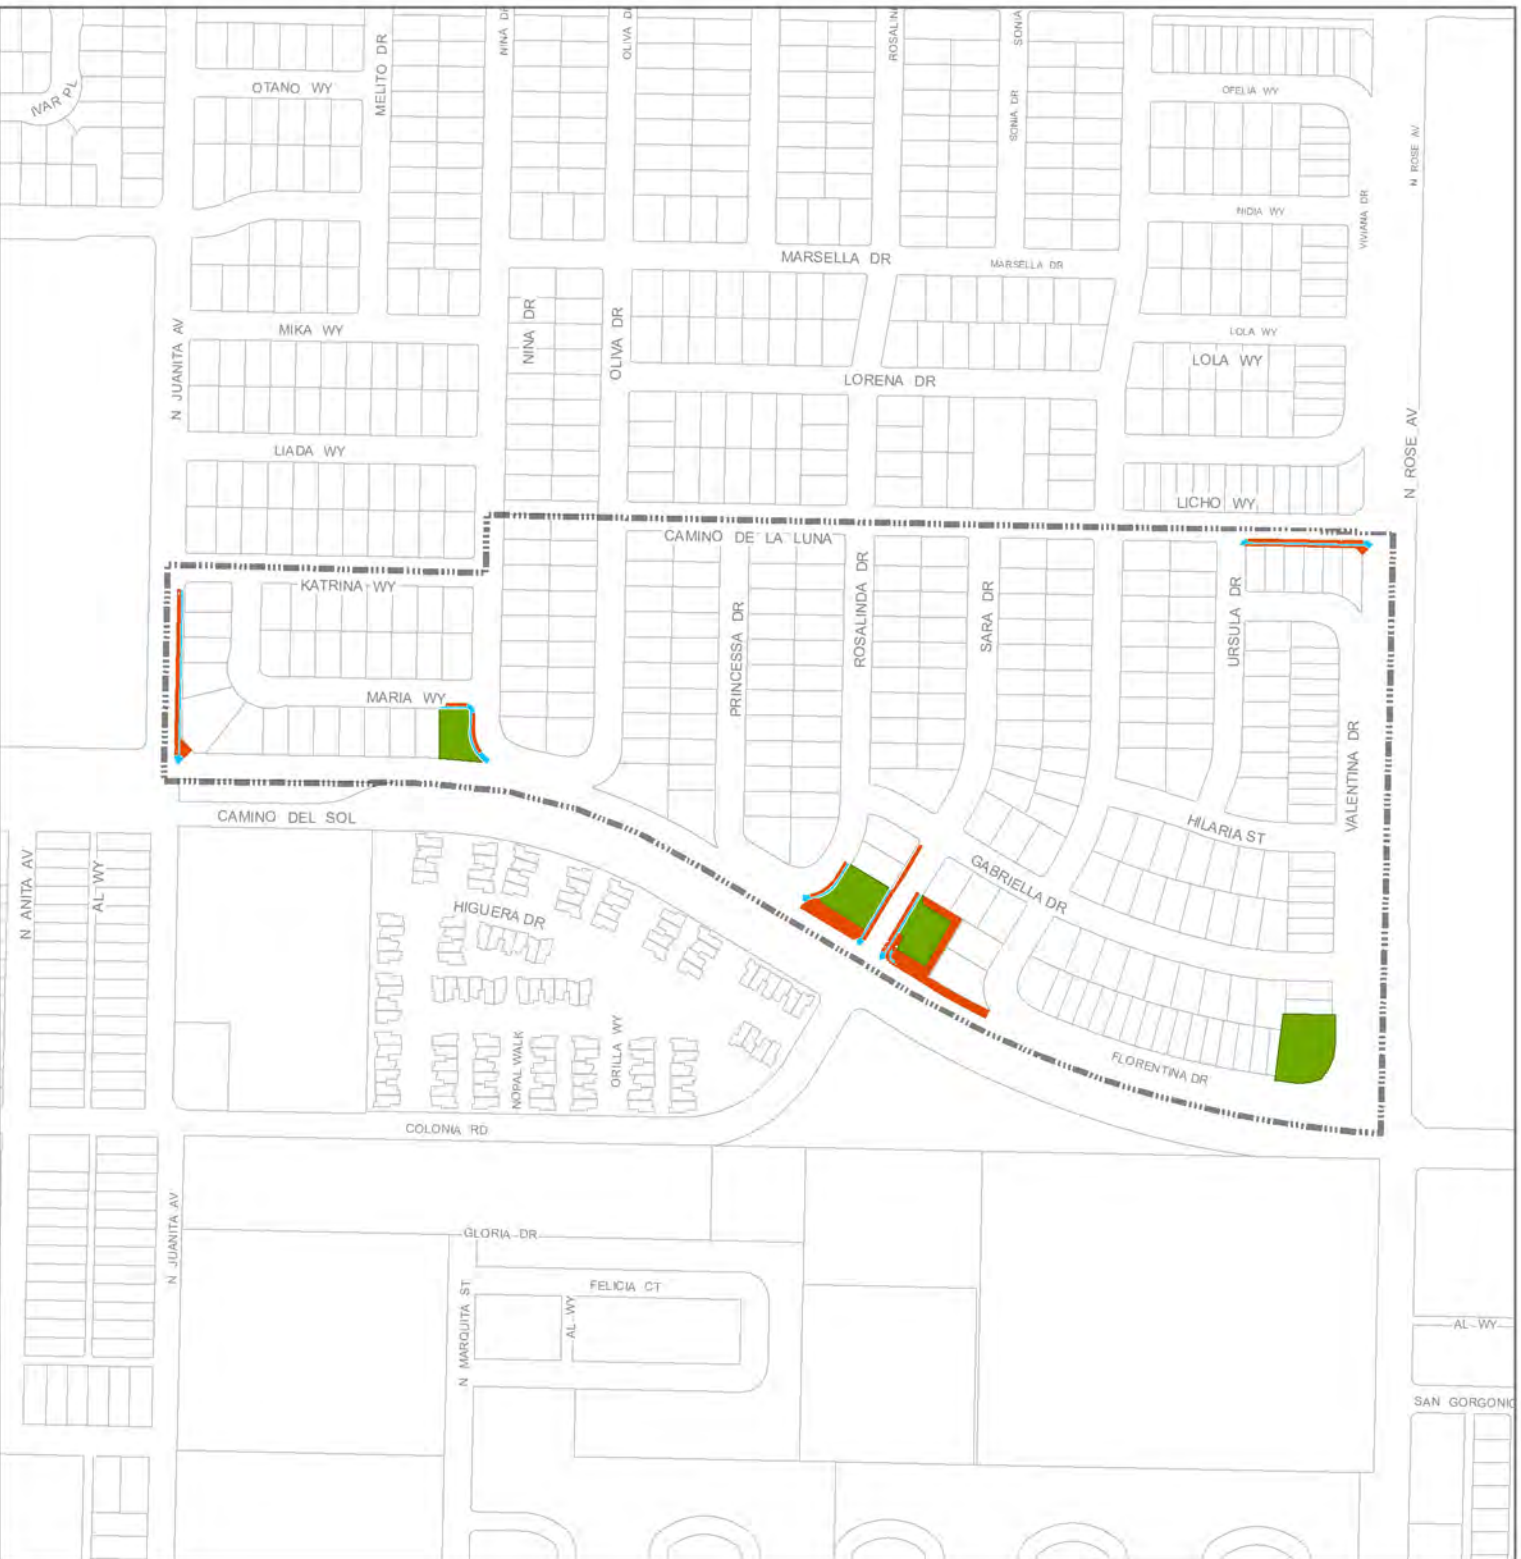 NINA DR
OLIVA DR
ROSALIN
SONIA
MELITO DR
IVAR PL
OTANO WY
OFELIA WY
SONIA DR
N ROSE AV
NIDIA WY
VIVIANA DR
MARSELLA DR
MARSELLA DR
MIKA WY
NINA DR
OLIVA DR
N JUANITA AV
LOLA WY
LOLA WY
LORENA DR
LIADA WY
N ROSE AV
LICHO WY
CAMINO DE LA LUNA
KATRINA WY
PRINCESSA DR
ROSALINDA DR
SARA DR
URSULA DR
MARIA WY
VALENTINA DR
CAMINO DEL SOL
HILARIA ST
N ANITA AV
AL WY
GABRIELLA DR
HIGUERA DR
NOPAL WALK
ORILLA WY
FLORENTINA DR
COLONIA RD
N JUANITA AV
GLORIA DR
FELICIA CT
N MARQUITA ST
AL WY
AL WY
SAN GORGONIO